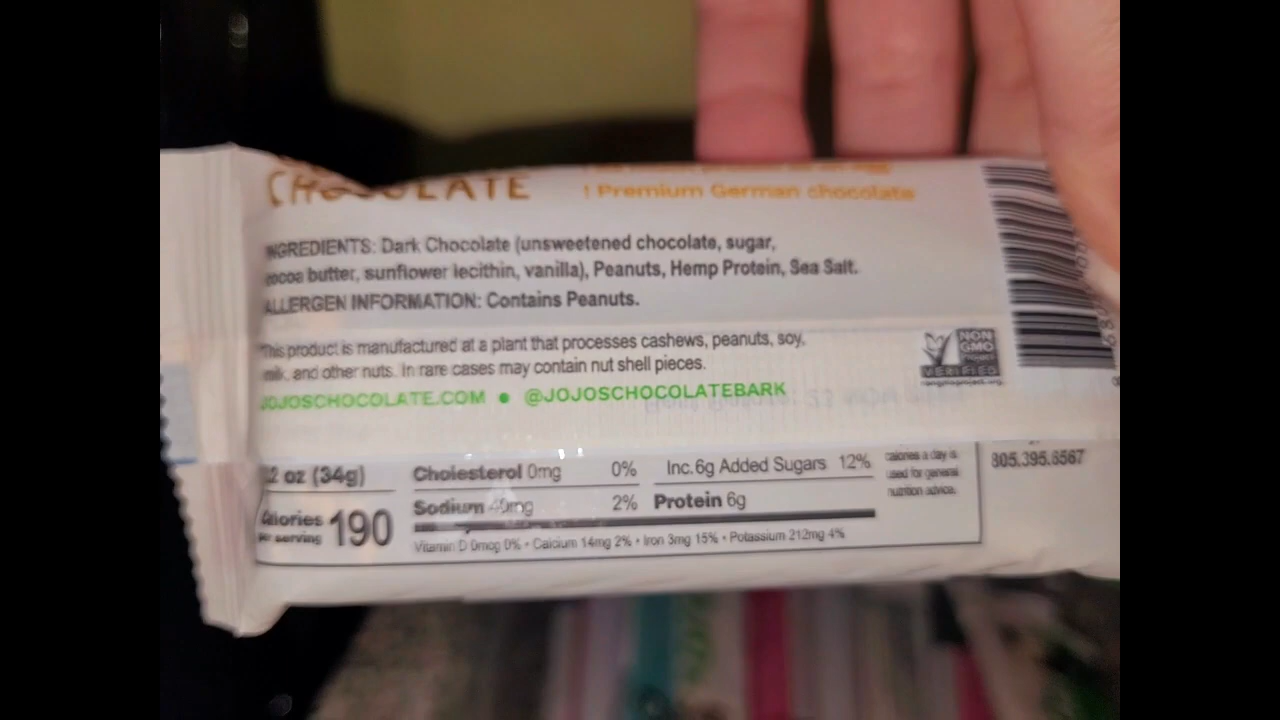 CHOCOLATE
! Premium German chocolate
INGREDIENTS: Dark Chocolate (unsweetened chocolate, sugar,
cocoa butter, sunflower lecithin, vanilla), Peanuts, Hemp Protein, Sea Salt.
ALLERGEN INFORMATION: Contains Peanuts.
This product is manufactured at a plant that processes cashews, peanuts, soy,
milk, and other nuts. In rare cases may contain nut shell pieces.
JOJOSCHOCOLATE.COM • @JOJOSCHOCOLATEBARK
NON
GMO
Project
VERIFIED
nongmoproject.org
2 oz (34g)
Calories
per serving
190
Cholesterol 0mg 0%
Sodium 49mg 2%
Inc. 6g Added Sugars 12%
Protein 6g
Vitamin D 0mcg 0% • Calcium 14mg 2% • Iron 3mg 15% • Potassium 212mg 4%
calories a day is
used for general
nutrition advice.
805.395.6567